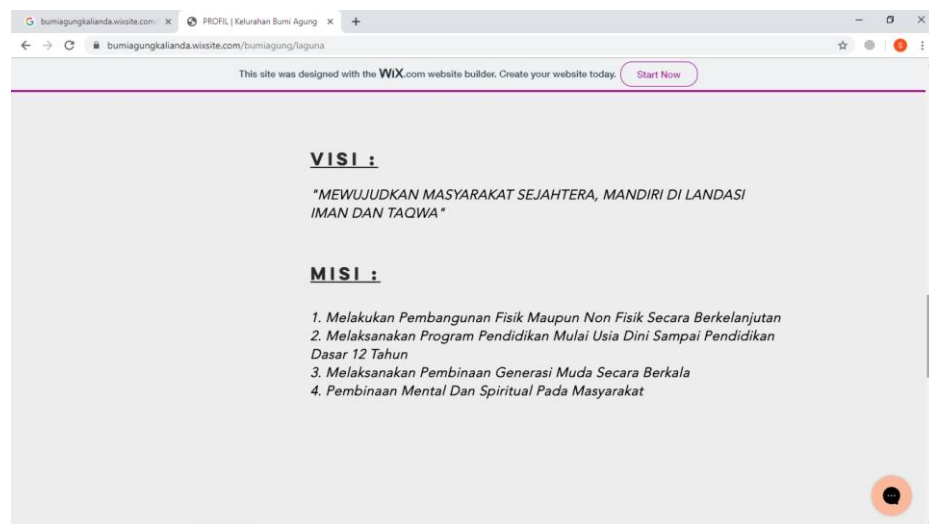 bumiagungkalianda.wixsite.com/
PROFIL | Kelurahan Bumi Agung
bumiagungkalianda.wixsite.com/bumiagung/laguna
This site was designed with the WiX.com website builder. Create your website today. Start Now
VISI :
"MEWUJUDKAN MASYARAKAT SEJAHTERA, MANDIRI DI LANDASI
IMAN DAN TAQWA"
MISI :
1. Melakukan Pembangunan Fisik Maupun Non Fisik Secara Berkelanjutan
2. Melaksanakan Program Pendidikan Mulai Usia Dini Sampai Pendidikan
Dasar 12 Tahun
3. Melaksanakan Pembinaan Generasi Muda Secara Berkala
4. Pembinaan Mental Dan Spiritual Pada Masyarakat